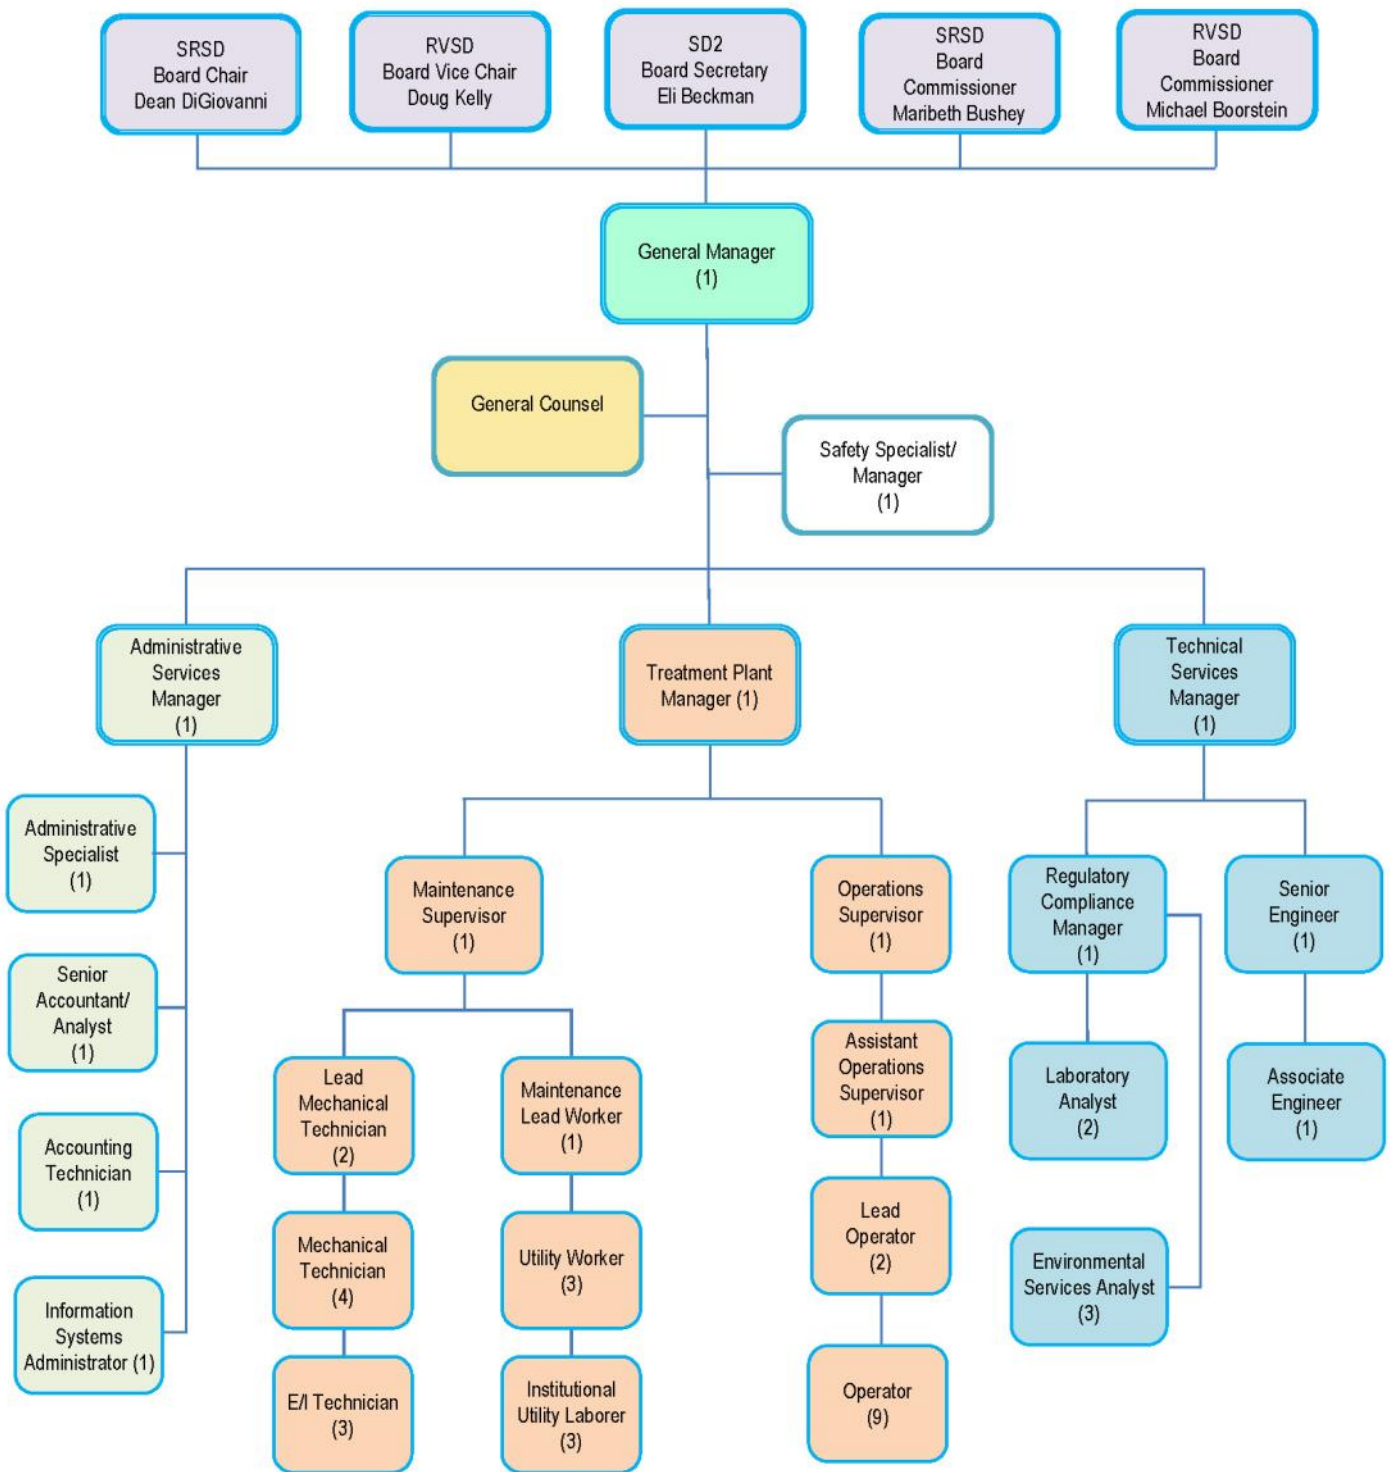 SRSD
Board Chair
Dean DiGiovanni
RVSD
Board Vice Chair
Doug Kelly
SD2
Board Secretary
Eli Beckman
SRSD
Board
Commissioner
Maribeth Bushey
RVSD
Board
Commissioner
Michael Boorstein
General Manager
(1)
General Counsel
Safety Specialist/
Manager
(1)
Administrative
Services
Manager
(1)
Treatment Plant
Manager (1)
Technical
Services
Manager
(1)
Administrative
Specialist
(1)
Senior
Accountant/
Analyst
(1)
Accounting
Technician
(1)
Information
Systems
Administrator (1)
Maintenance
Supervisor
(1)
Lead
Mechanical
Technician
(2)
Mechanical
Technician
(4)
E/I Technician
(3)
Maintenance
Lead Worker
(1)
Utility Worker
(3)
Institutional
Utility Laborer
(3)
Operations
Supervisor
(1)
Assistant
Operations
Supervisor
(1)
Lead
Operator
(2)
Operator
(9)
Regulatory
Compliance
Manager
(1)
Laboratory
Analyst
(2)
Environmental
Services Analyst
(3)
Senior
Engineer
(1)
Associate
Engineer
(1)